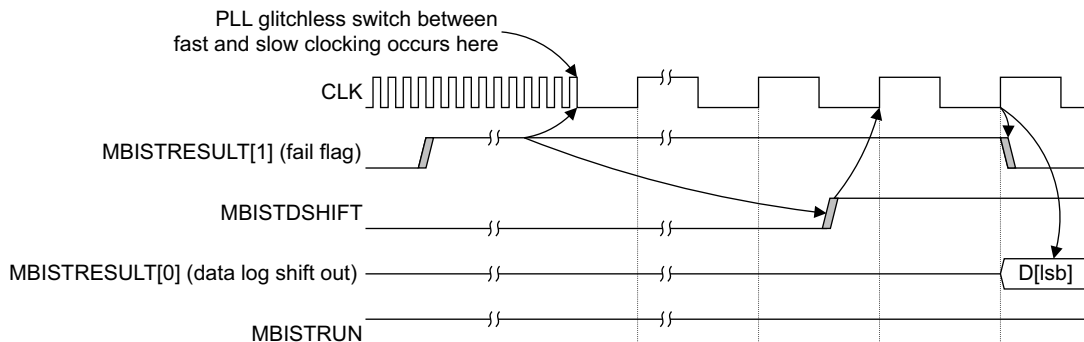 PLL glitchless switch between
fast and slow clocking occurs here
CLK
MBISTRESULT[1] (fail flag)
MBISTDSHIFT
MBISTRESULT[0] (data log shift out)
D[lsb]
MBISTRUN